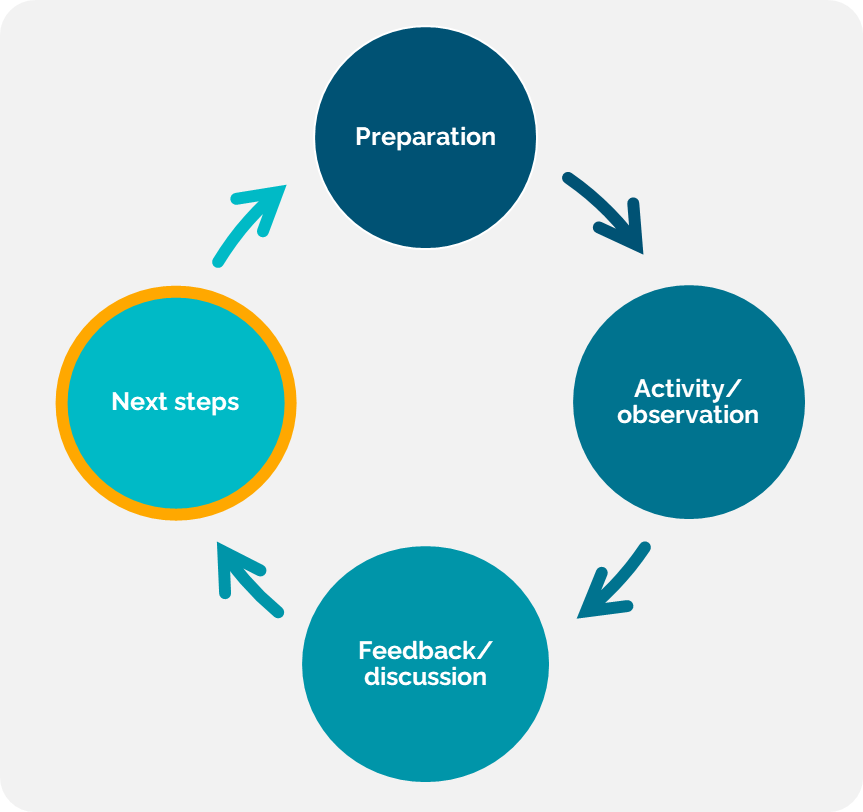 Preparation
Activity/
observation
Feedback/
discussion
Next steps